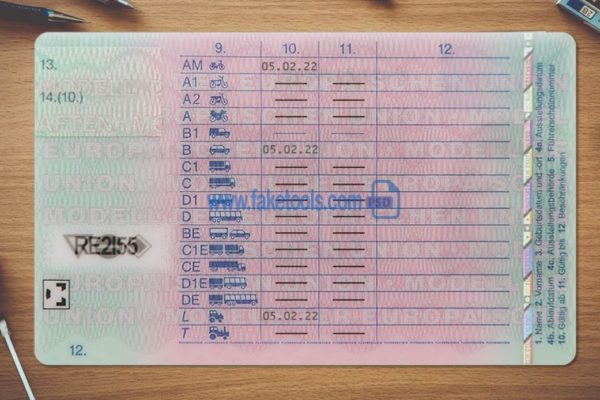 9. 10. 11. 12.
13.
14.(10.)
AM 05.02.22
A1
A2
A
B1
B 05.02.22
C1
C
D1
D
BE
C1E
CE
D1E
DE
L 05.02.22
T
12.
RE2I55
www.faketools.com PSD
1. Name 2. Vorname 3. Geburtsdatum und -ort 4a. Ausstellungsdatum
4b. Ablaufdatum 4c. Ausstellungsbehörde 5. Führerscheinnummer
10. Gültig ab 11. Gültig bis 12. Beschränkungen